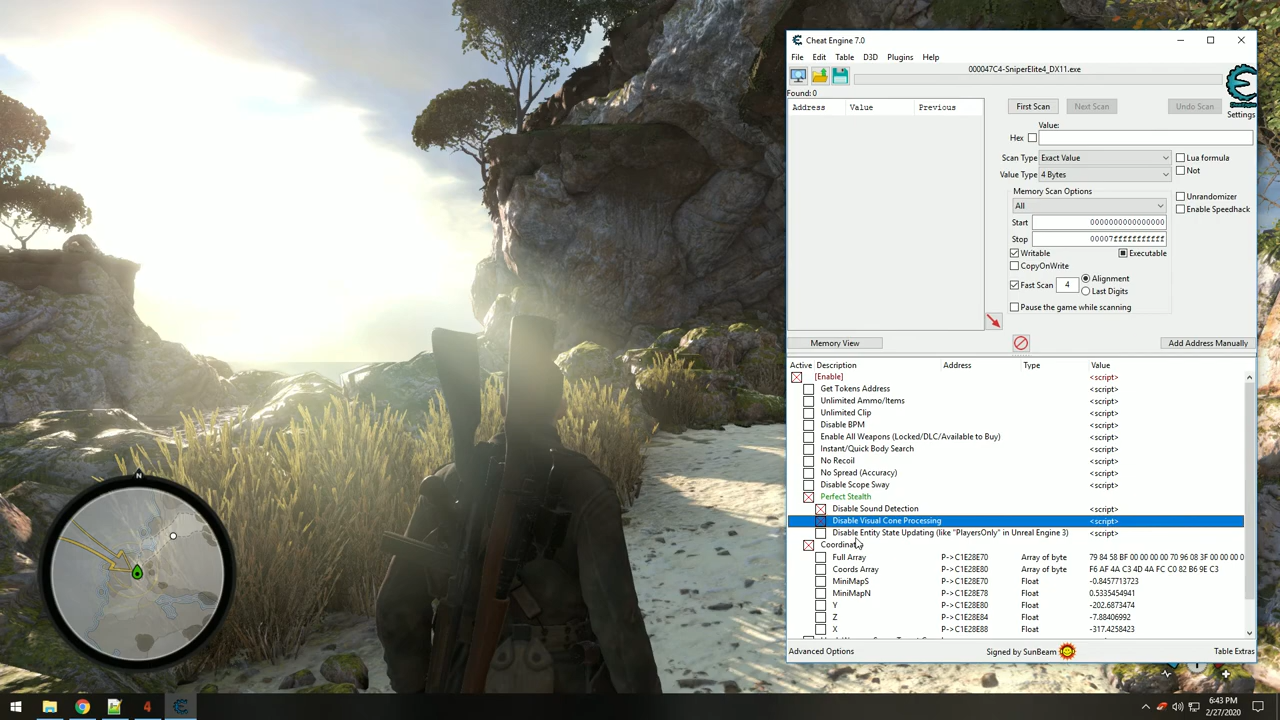 Cheat Engine 7.0
File Edit Table D3D Plugins Help
000047C4-SniperElite4_DX11.exe
Found: 0
Address Value Previous
First Scan Next Scan Undo Scan
Settings
Value:
Hex
Scan Type Exact Value
Lua formula
Value Type 4 Bytes
Not
Memory Scan Options
All
Unrandomizer
Enable Speedhack
Start 0000000000000000
Stop 00007fffffffffff
Writable Executable
CopyOnWrite
Fast Scan 4 Alignment
Last Digits
Pause the game while scanning
Memory View Add Address Manually
Active Description Address Type Value
[Enable] <script>
Get Tokens Address <script>
Unlimited Ammo/Items <script>
Unlimited Clip <script>
Disable BPM <script>
Enable All Weapons (Locked/DLC/Available to Buy) <script>
Instant/Quick Body Search <script>
No Recoil <script>
No Spread (Accuracy) <script>
Disable Scope Sway <script>
Perfect Stealth <script>
Disable Sound Detection <script>
Disable Visual Cone Processing <script>
Disable Entity State Updating (like "PlayersOnly" in Unreal Engine 3) <script>
<script>
Full Array P->C1E28E70 Array of byte 79 84 58 BF 00 00 00 00 70 96 08 3F 00 00 00 0
Coords Array P->C1E28E80 Array of byte F6 AF 4A C3 4D 4A FC C0 82 B6 9E C3
MiniMapS P->C1E28E70 Float -0.8457713723
MiniMapN P->C1E28E78 Float 0.5335454941
Y P->C1E28E80 Float -202.6873474
Z P->C1E28E84 Float -7.88406992
X P->C1E28E88 Float -317.4258423
Advanced Options Signed by SunBeam Table Extras
N
4
6:43 PM
2/27/2020